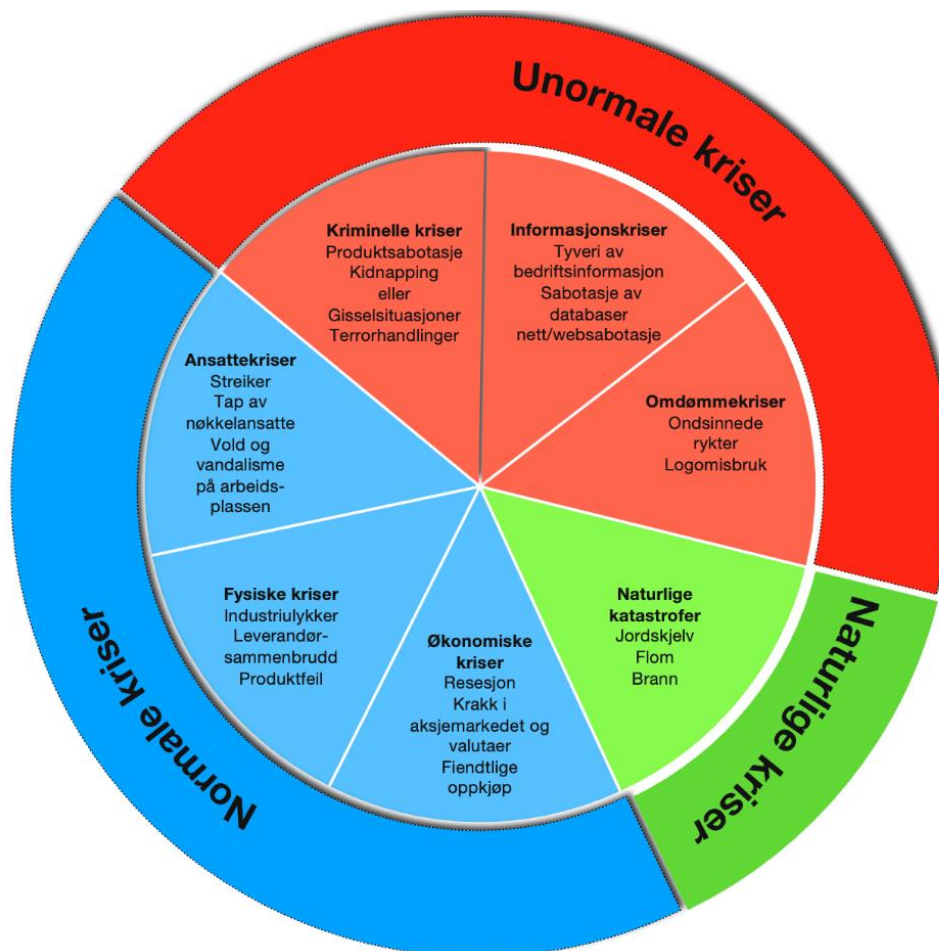 Unormale kriser
Kriminelle kriser
Produktsabotasje
Kidnapping
eller
Gisselsituasjoner
Terrorhandlinger
Informasjonskriser
Tyveri av
bedriftsinformasjon
Sabotasje av
databaser
nett/websabotasje
Omdømmekriser
Ondsinnede
rykter
Logomisbruk
Ansattekriser
Streiker
Tap av
nøkkelansatte
Vold og
vandalisme
på arbeids-
plassen
Fysiske kriser
Industriulykker
Leverandør-
sammenbrudd
Produktfeil
Økonomiske
kriser
Resesjon
Krakk i
aksjemarkedet og
valutaer
Fiendtlige
oppkjøp
Naturlige
katastrofer
Jordskjelv
Flom
Brann
Normale kriser
Naturlige kriser